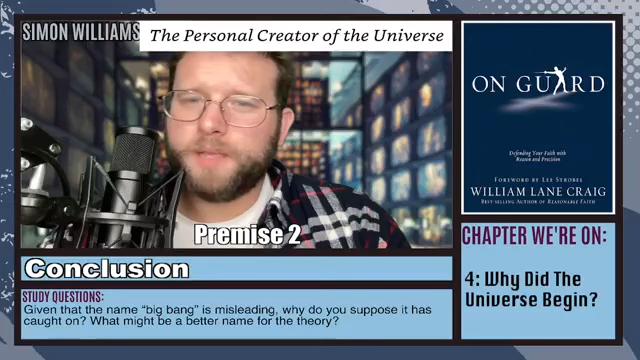 SIMON WILLIAMS
The Personal Creator of the Universe
Premise 2
Conclusion
STUDY QUESTIONS:
Given that the name "big bang" is misleading, why do you suppose it has
caught on? What might be a better name for the theory?
ON GUARD
Defending Your Faith with
Reason and Precision
FOREWORD BY LEE STROBEL
WILLIAM LANE CRAIG
BEST-SELLING AUTHOR OF REASONABLE FAITH
CHAPTER WE'RE ON:
4: Why Did The
Universe Begin?